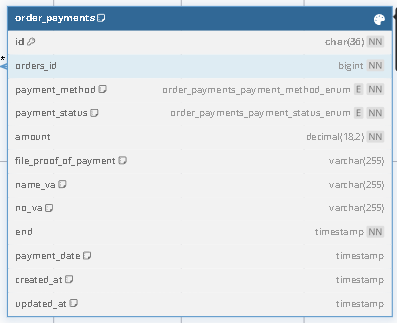 order_payments
id char(36) NN
orders_id bigint NN
payment_method order_payments_payment_method_enum E NN
payment_status order_payments_payment_status_enum E NN
amount decimal(18,2) NN
file_proof_of_payment varchar(255)
name_va varchar(255)
no_va varchar(255)
end timestamp NN
payment_date timestamp
created_at timestamp
updated_at timestamp